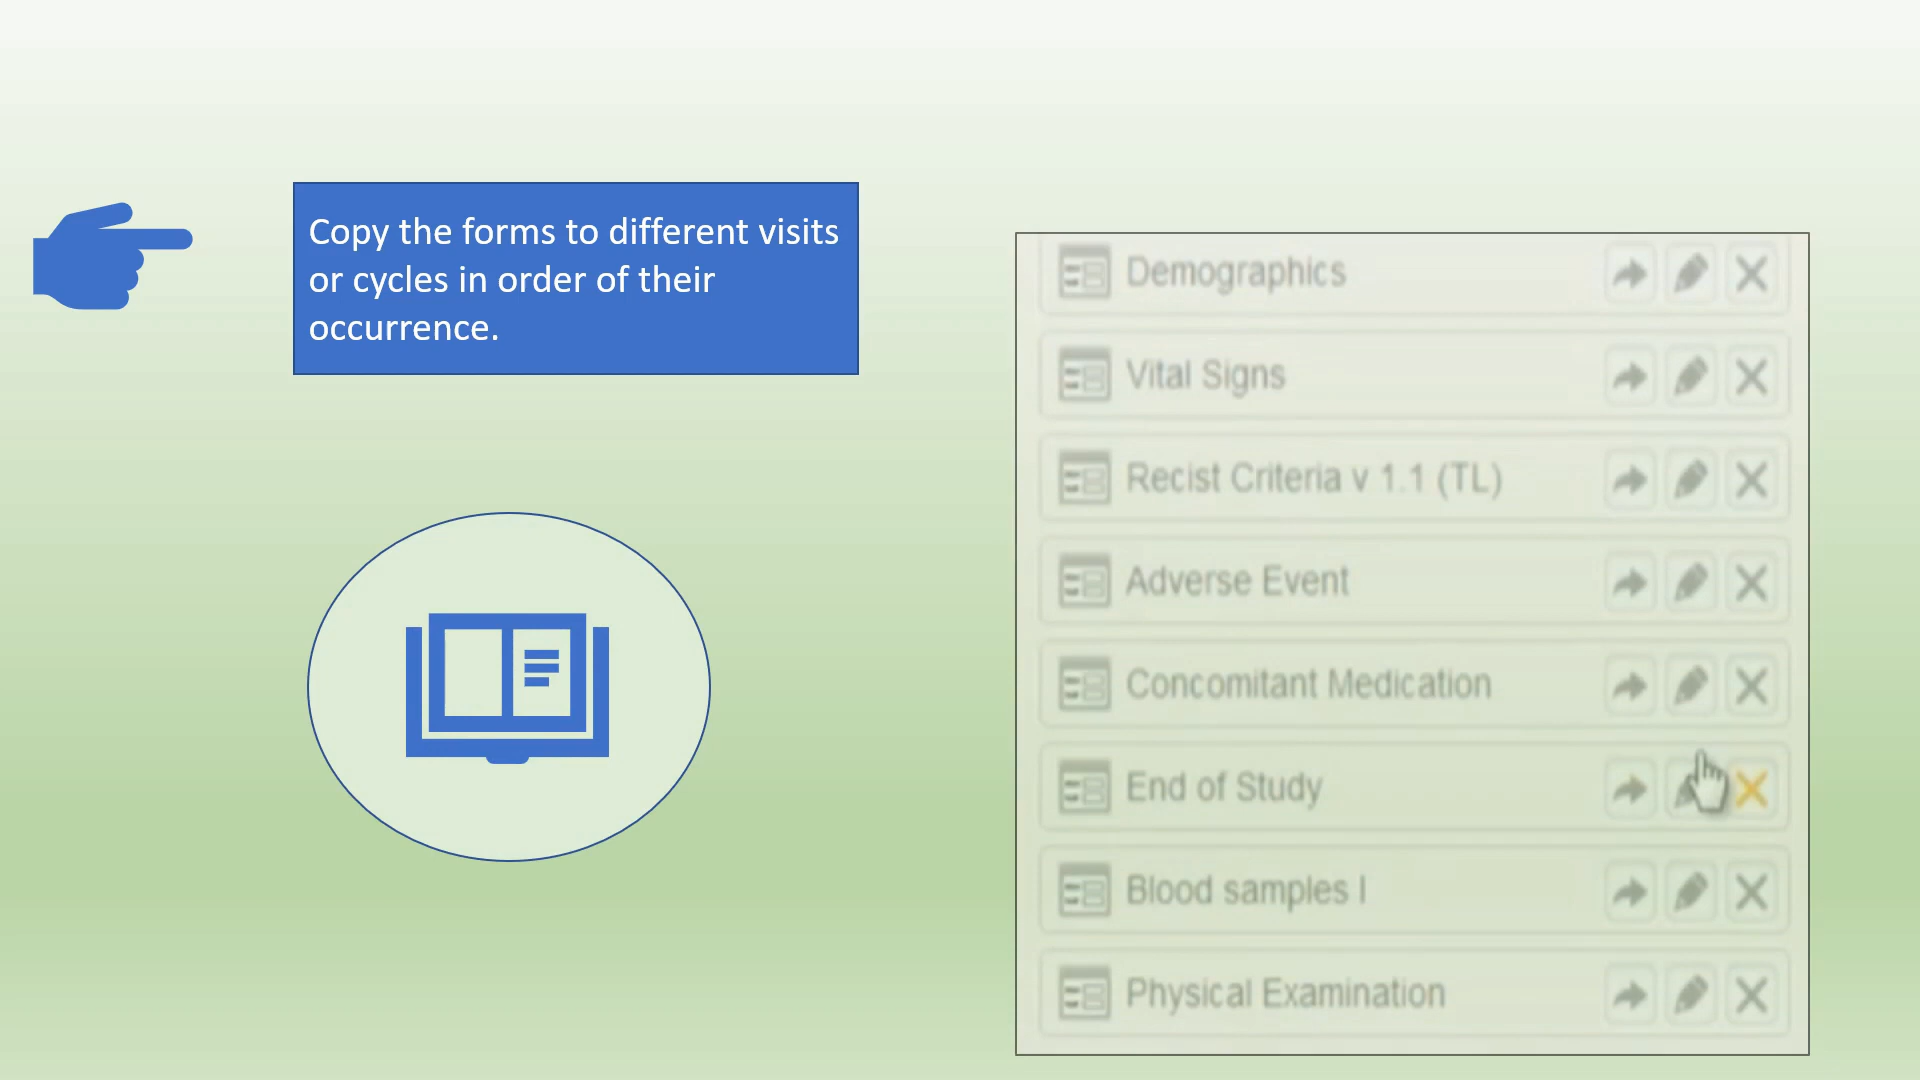 Copy the forms to different visits
or cycles in order of their
occurrence.
Demographics
Vital Signs
Recist Criteria v 1.1 (TL)
Adverse Event
Concomitant Medication
End of Study
Blood samples I
Physical Examination